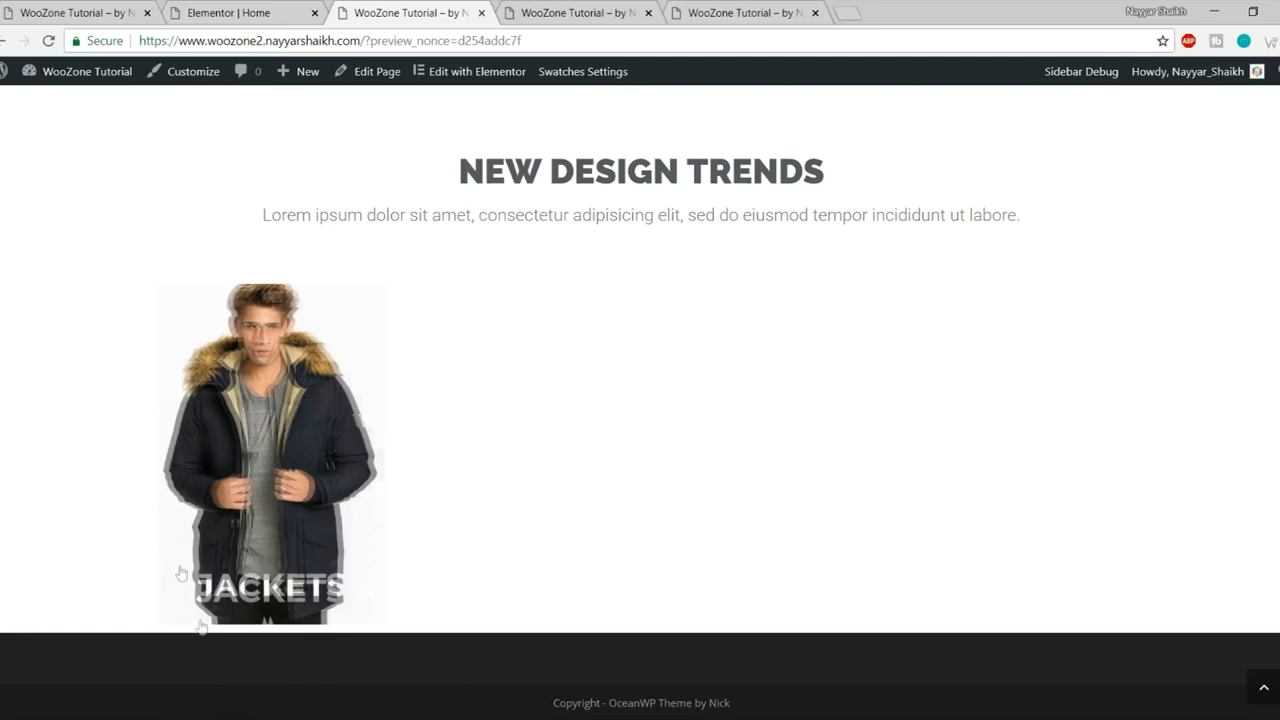 WooZone Tutorial – by N
Elementor | Home
WooZone Tutorial – by N
WooZone Tutorial – by N
WooZone Tutorial – by N
Nayyar Shaikh
Secure
https://www.woozone2.nayyarshaikh.com/?preview_nonce=d254addc7f
ABP
WooZone Tutorial
Customize
0
New
Edit Page
Edit with Elementor
Swatches Settings
Sidebar Debug
Howdy, Nayyar_Shaikh
NEW DESIGN TRENDS
Lorem ipsum dolor sit amet, consectetur adipisicing elit, sed do eiusmod tempor incididunt ut labore.
JACKETS
Copyright - OceanWP Theme by Nick